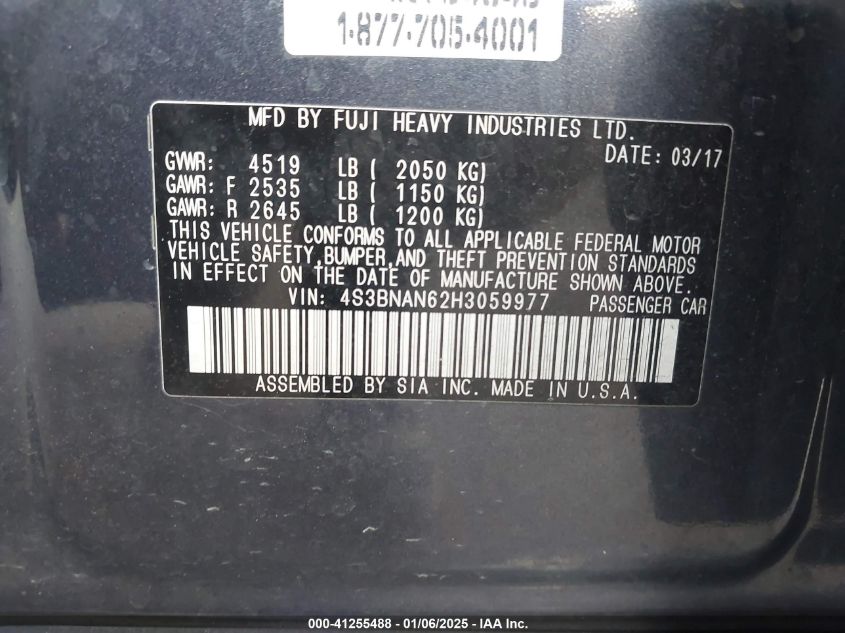 1-877-705-4001
MFD BY FUJI HEAVY INDUSTRIES LTD.
DATE: 03/17
GVWR: 4519 LB ( 2050 KG)
GAWR: F 2535 LB ( 1150 KG)
GAWR: R 2645 LB ( 1200 KG)
THIS VEHICLE CONFORMS TO ALL APPLICABLE FEDERAL MOTOR
VEHICLE SAFETY,BUMPER,AND THEFT PREVENTION STANDARDS
IN EFFECT ON THE DATE OF MANUFACTURE SHOWN ABOVE.
VIN: 4S3BNAN62H3059977 PASSENGER CAR
ASSEMBLED BY SIA INC. MADE IN U.S.A.
000-41255488 — 01/06/2025 — IAA Inc.